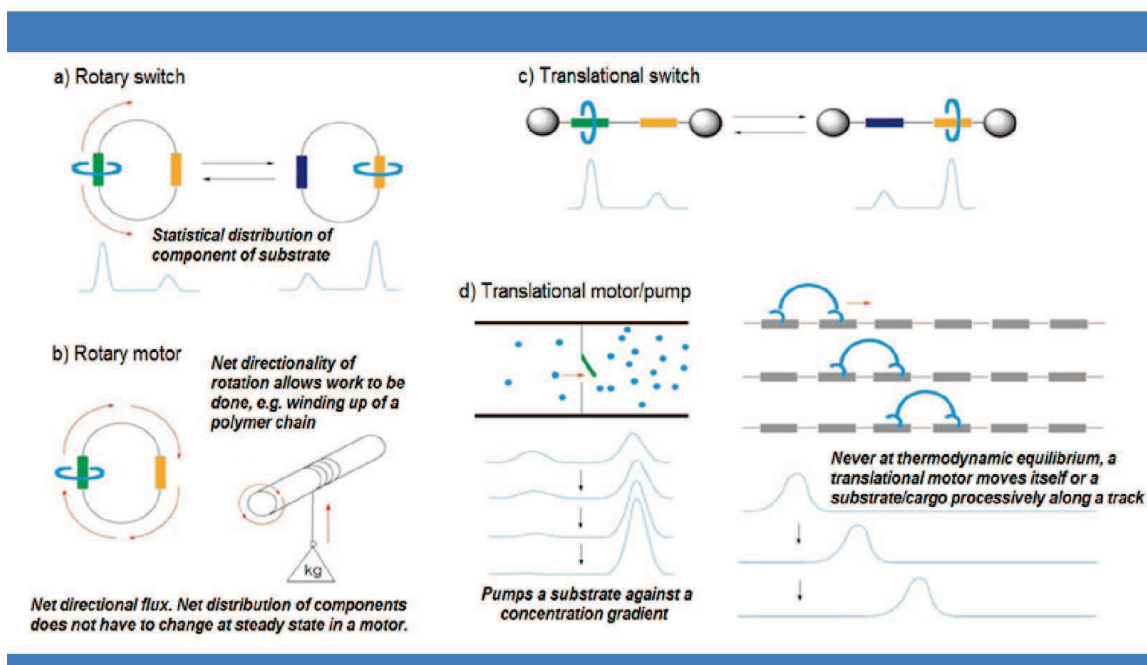 a) Rotary switch
Statistical distribution of
component of substrate
b) Rotary motor
Net directionality of
rotation allows work to be
done, e.g. winding up of a
polymer chain
kg
Net directional flux. Net distribution of components
does not have to change at steady state in a motor.
c) Translational switch
d) Translational motor/pump
Pumps a substrate against a
concentration gradient
Never at thermodynamic equilibrium, a
translational motor moves itself or a
substrate/cargo processively along a track